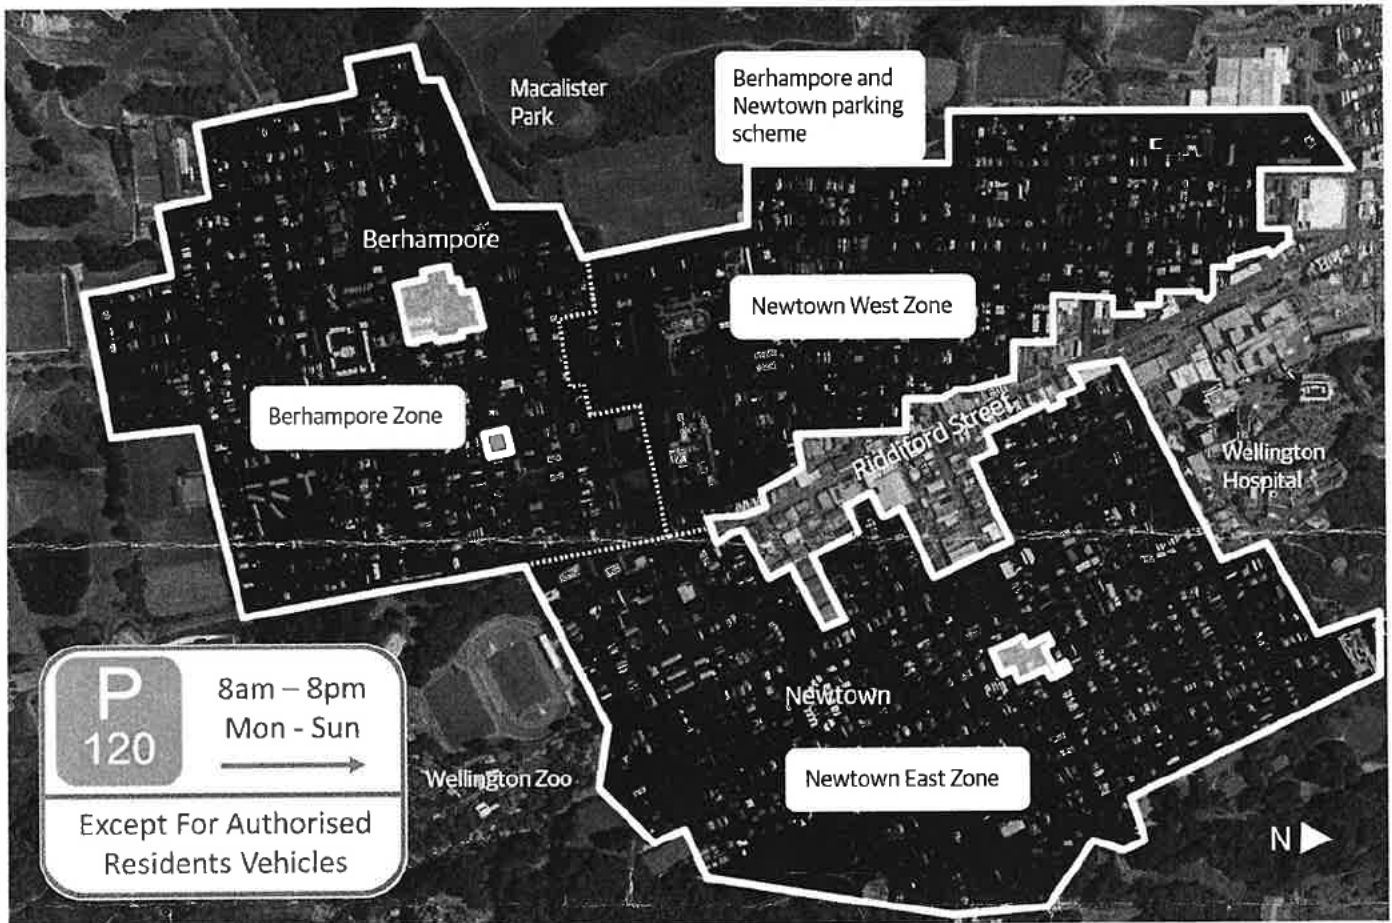 Macalister
Park
Berhampore and
Newtown parking
scheme
Berhampore
Newtown West Zone
Berhampore Zone
Riddiford Street
Wellington
Hospital
P
120
8am – 8pm
Mon - Sun
Except For Authorised
Residents Vehicles
Newtown
Wellington Zoo
Newtown East Zone
N